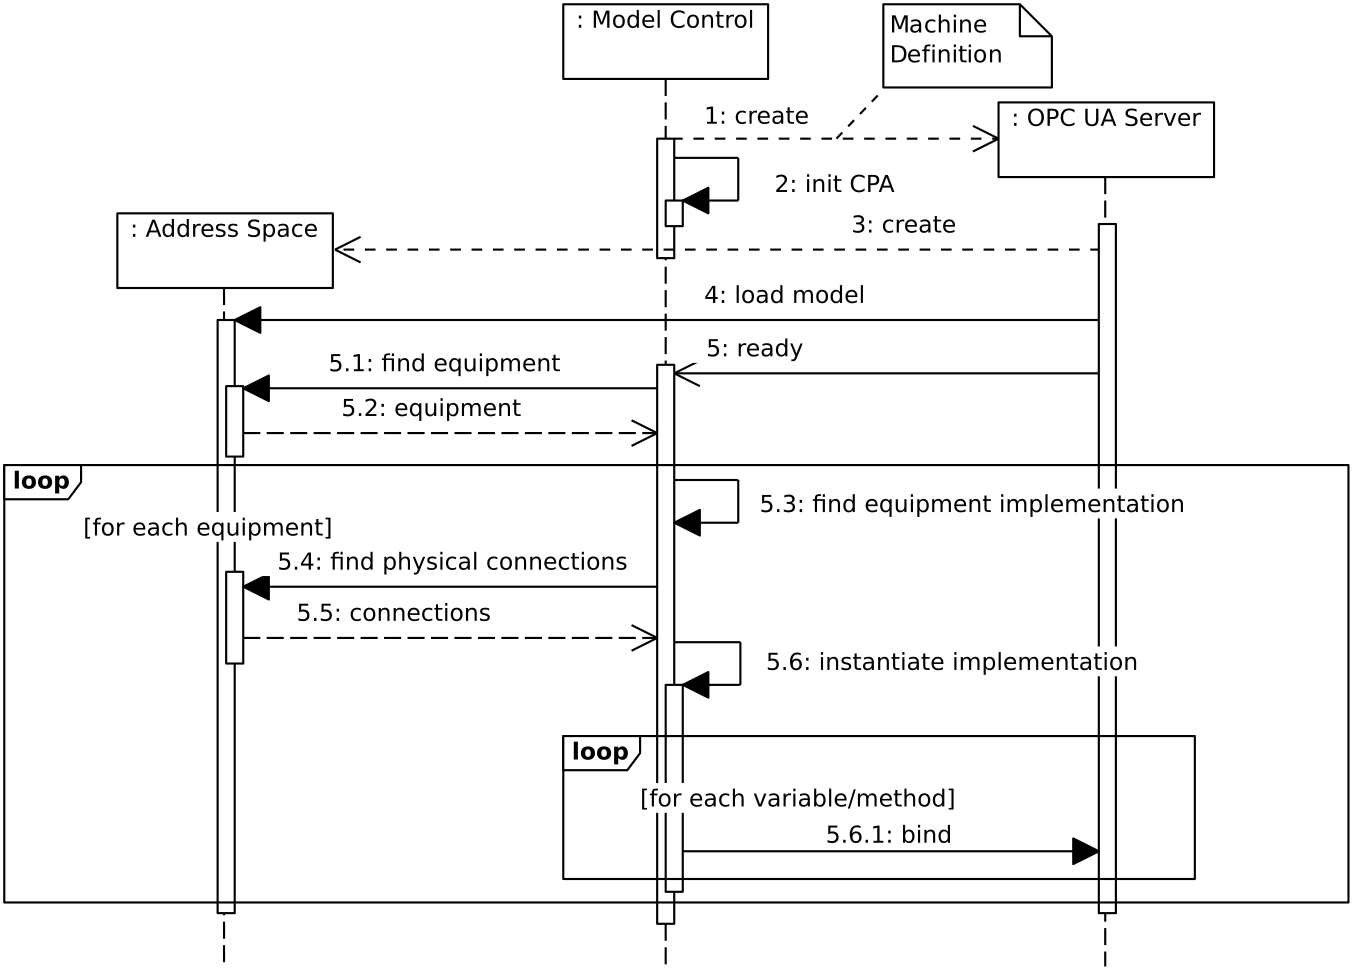 : Model Control
Machine
Definition
1: create
: OPC UA Server
2: init CPA
: Address Space
3: create
4: load model
5: ready
5.1: find equipment
5.2: equipment
loop
5.3: find equipment implementation
[for each equipment]
5.4: find physical connections
5.5: connections
5.6: instantiate implementation
loop
[for each variable/method]
5.6.1: bind